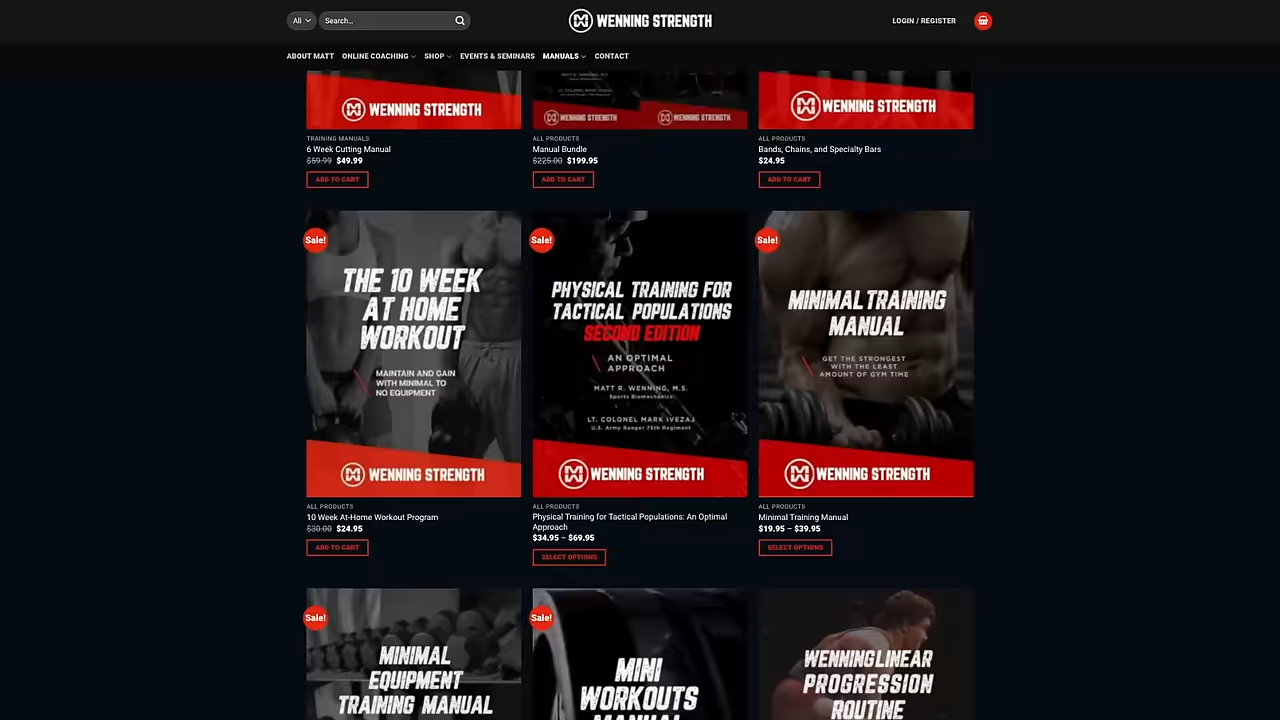 All
Search...
WENNING STRENGTH
LOGIN / REGISTER
ABOUT MATT
ONLINE COACHING
SHOP
EVENTS & SEMINARS
MANUALS
CONTACT
WENNING STRENGTH
WENNING STRENGTH
WENNING STRENGTH
WENNING STRENGTH
TRAINING MANUALS
6 Week Cutting Manual
$59.99 $49.99
ADD TO CART
ALL PRODUCTS
Manual Bundle
$225.00 $199.95
ADD TO CART
ALL PRODUCTS
Bands, Chains, and Specialty Bars
$24.95
ADD TO CART
Sale!
THE 10 WEEK
AT HOME
WORKOUT
MAINTAIN AND GAIN
WITH MINIMAL TO
NO EQUIPMENT
WENNING STRENGTH
ALL PRODUCTS
10 Week At-Home Workout Program
$30.00 $24.95
ADD TO CART
Sale!
PHYSICAL TRAINING FOR
TACTICAL POPULATIONS
SECOND EDITION
AN OPTIMAL
APPROACH
MATT R. WENNING, M.S.
Sports Biomechanics
LT. COLONEL MARK IVEZAJ
U.S. Army Ranger 75th Regiment
WENNING STRENGTH
ALL PRODUCTS
Physical Training for Tactical Populations: An Optimal
Approach
$34.95 – $69.95
SELECT OPTIONS
Sale!
MINIMAL TRAINING
MANUAL
GET THE STRONGEST
WITH THE LEAST
AMOUNT OF GYM TIME
WENNING STRENGTH
ALL PRODUCTS
Minimal Training Manual
$19.95 – $39.95
SELECT OPTIONS
Sale!
MINIMAL
EQUIPMENT
TRAINING MANUAL
Sale!
MINI
WORKOUTS
MANUAL
WENNING LINEAR
PROGRESSION
ROUTINE